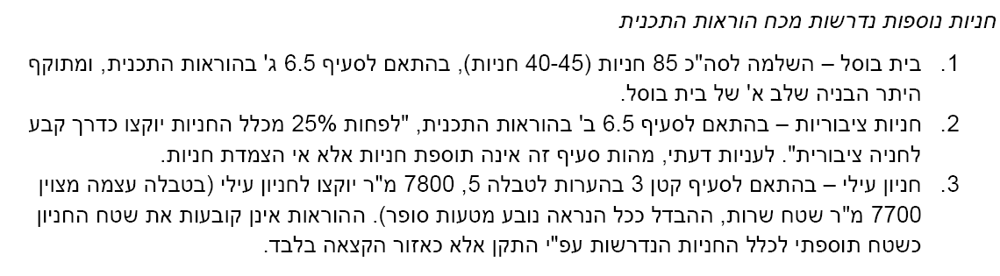 חניות נוספות נדרשות מכח הוראות התכנית
1. בית בוסל – השלמה לסה"כ 85 חניות (40-45 חניות), בהתאם לסעיף 6.5 ג' בהוראות התכנית, ומתוקף
היתר הבניה שלב א' של בית בוסל.
2. חניות ציבוריות – בהתאם לסעיף 6.5 ב' בהוראות התכנית, "לפחות 25% מכלל החניות יוקצו כדרך קבע
לחניה ציבורית". לעניות דעתי, מהות סעיף זה אינה תוספת חניות אלא אי הצמדת חניות.
3. חניון עילי – בהתאם לסעיף קטן 3 בהערות לטבלה 5, 7800 מ"ר יוקצו לחניון עילי (בטבלה עצמה מצוין
7700 מ"ר שטח שרות, ההבדל ככל הנראה נובע מטעות סופר). ההוראות אינן קובעות את שטח החניון
כשטח תוספתי לכלל החניות הנדרשות עפ"י התקן אלא כאזור הקצאה בלבד.